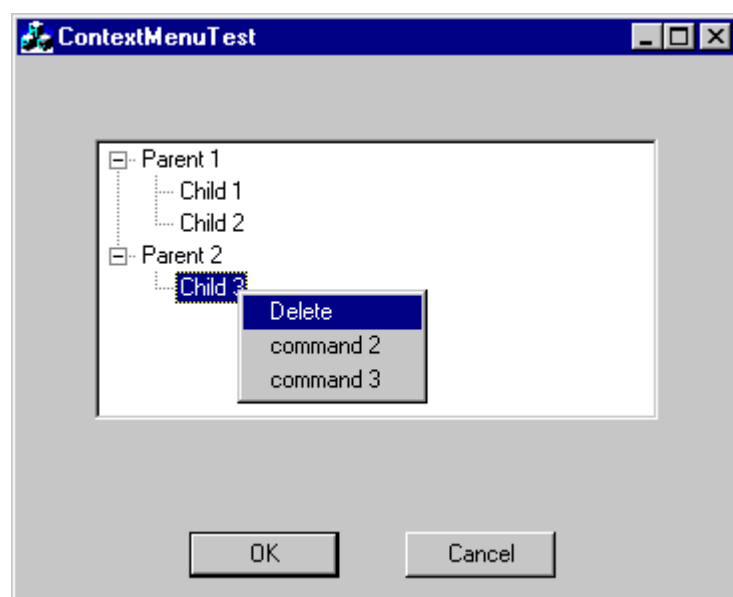 ContextMenuTest
Parent 1
Child 1
Child 2
Parent 2
Child 3
Delete
command 2
command 3
OK
Cancel